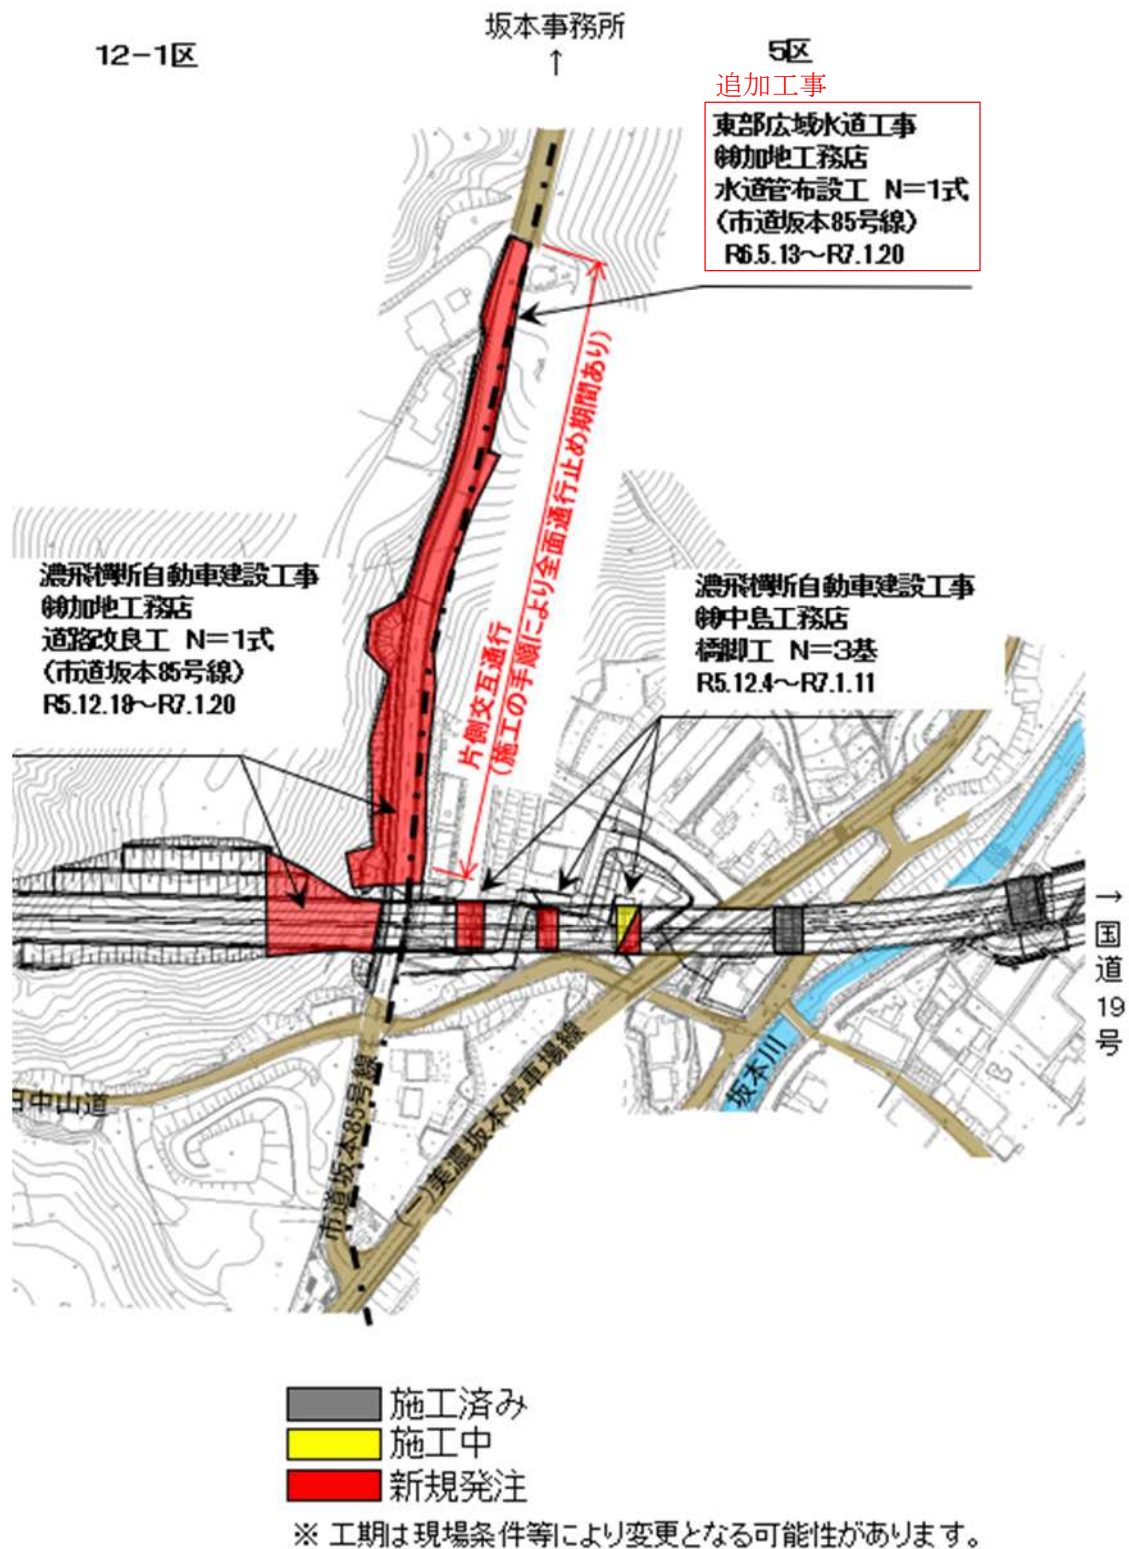 坂本事務所
↑
12-1区
5区
追加工事
東部広域水道工事
㈱加地工務店
水道管布設工 N=1式
(市道坂本85号線)
R6.5.13～R7.1.20
片側交互通行
(施工の手順により全面通行止め期間あり)
濃飛横断自動車建設工事
㈱加地工務店
道路改良工 N=1式
(市道坂本85号線)
R5.12.19～R7.1.20
濃飛横断自動車建設工事
㈱中島工務店
橋脚工 N=3基
R5.12.4～R7.1.11
→国道19号
旧中山道
市道坂本85号線
(一)美濃坂本停車場線
坂本川
施工済み
施工中
新規発注
※ 工期は現場条件等により変更となる可能性があります。